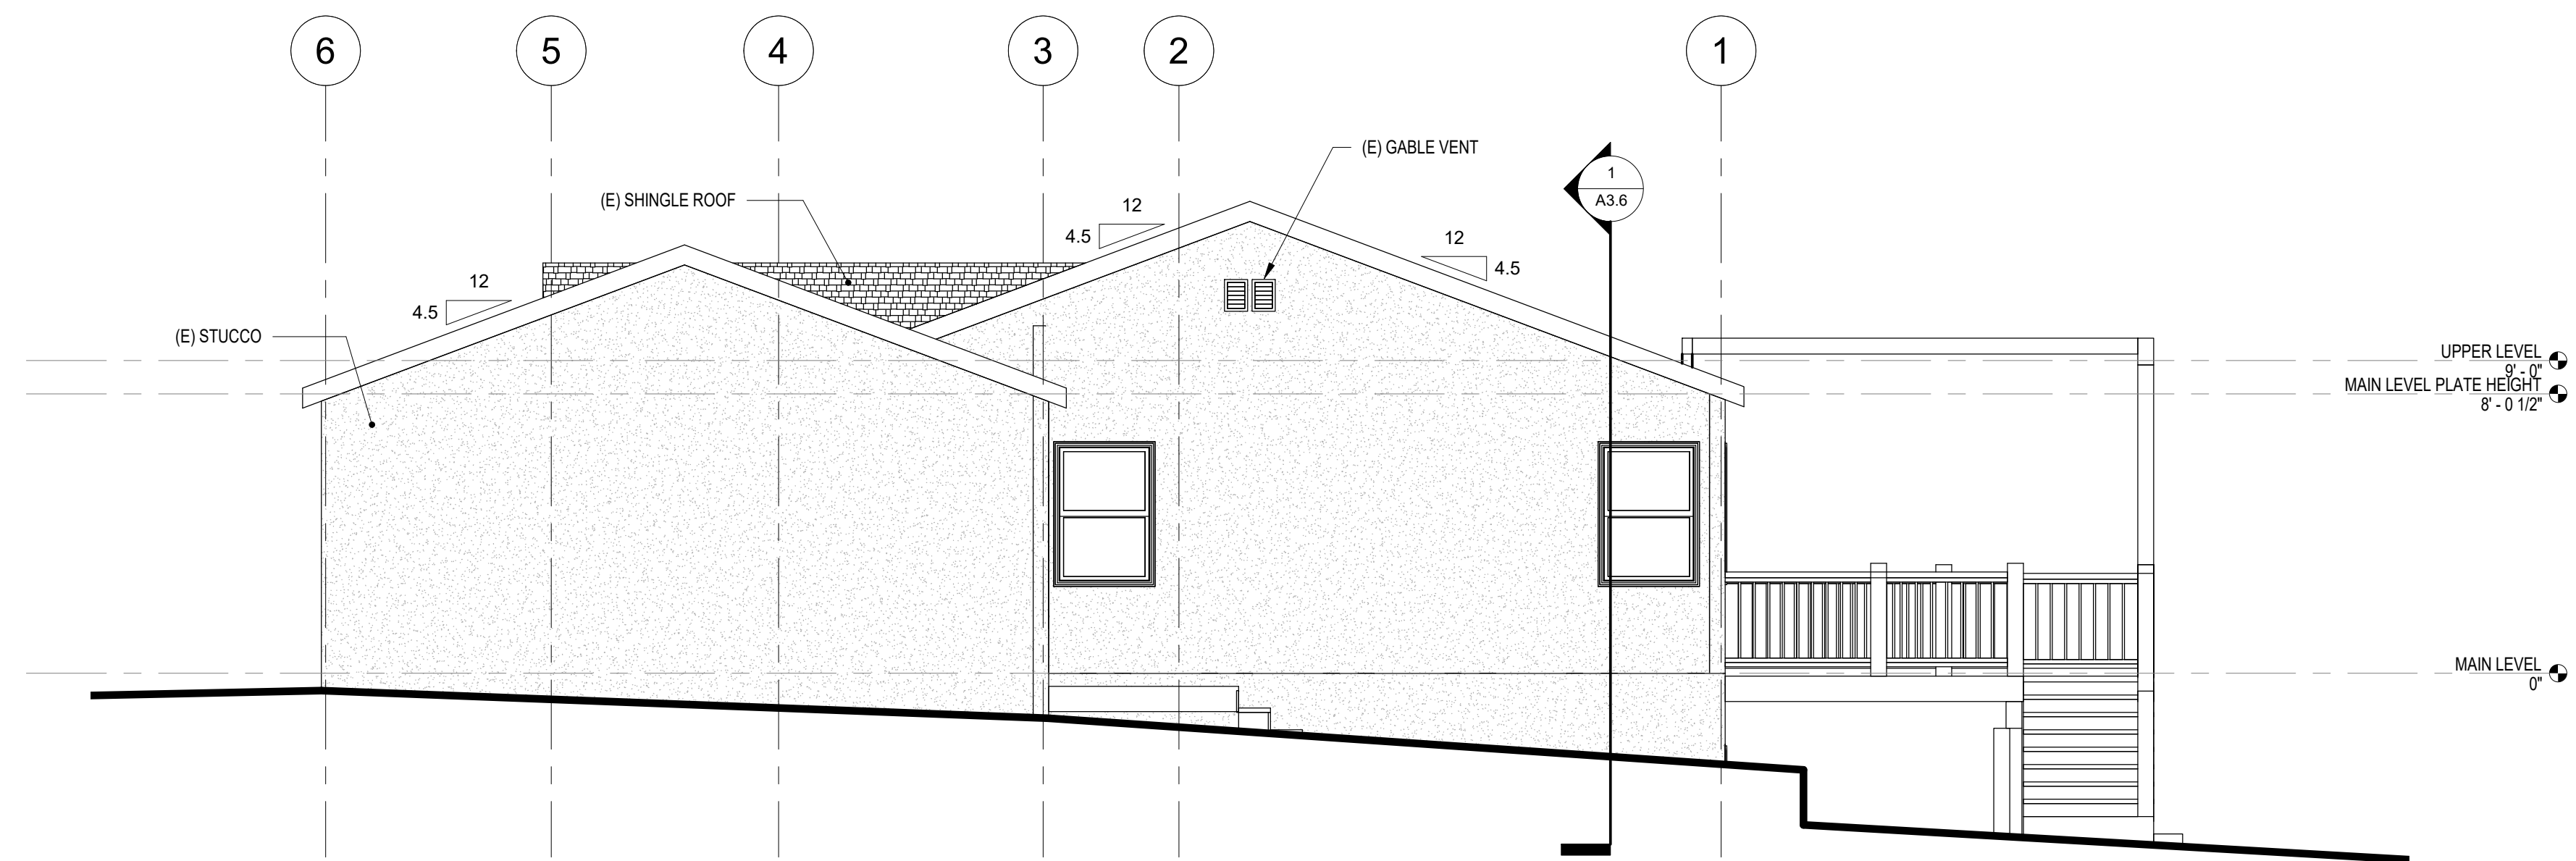 6 5 4 3 2 1
(E) GABLE VENT
1
A3.6
(E) SHINGLE ROOF
12
4.5
12
4.5
12
4.5
(E) STUCCO
UPPER LEVEL
9' - 0"
MAIN LEVEL PLATE HEIGHT
8' - 0 1/2"
MAIN LEVEL
0"